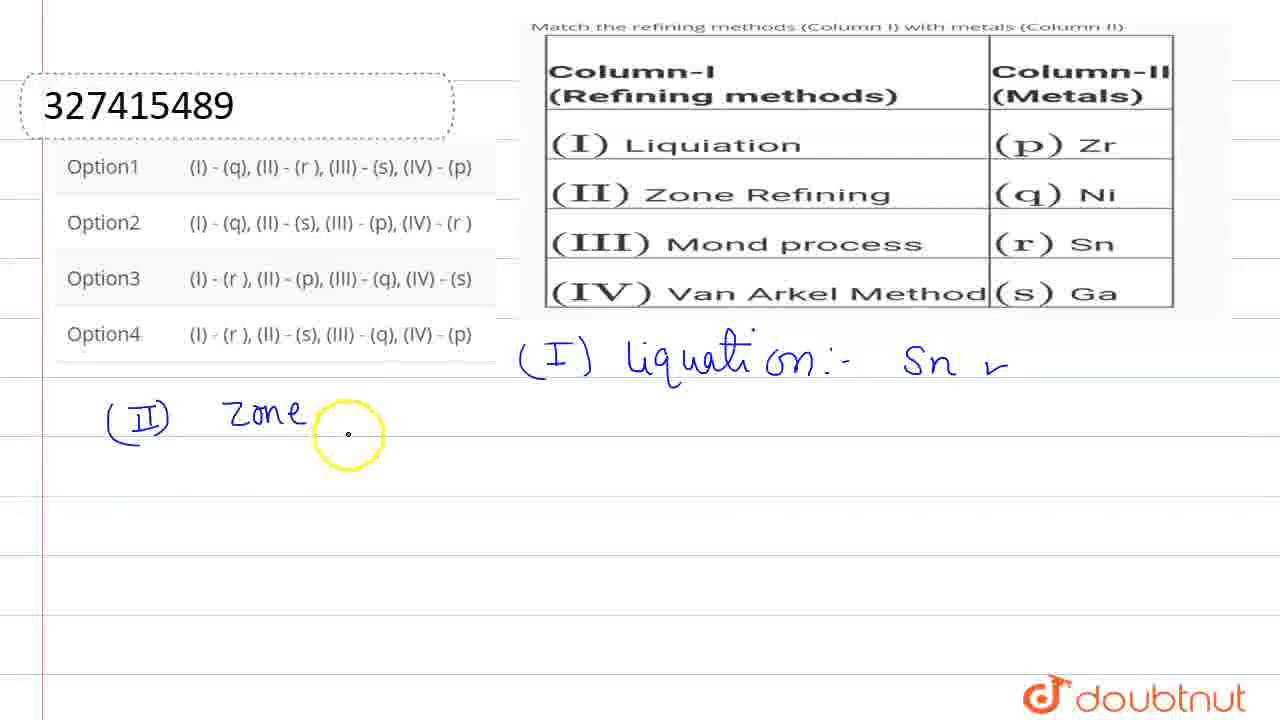 Match the refining methods (Column I) with metals (Column II)
Column-I
(Refining methods)
Column-II
(Metals)
(I) Liquiation
(p) Zr
(II) Zone Refining
(q) Ni
(III) Mond process
(r) Sn
(IV) Van Arkel Method
(s) Ga
327415489
Option1 (I) - (q), (II) - (r ), (III) - (s), (IV) - (p)
Option2 (I) - (q), (II) - (s), (III) - (p), (IV) - (r )
Option3 (I) - (r ), (II) - (p), (III) - (q), (IV) - (s)
Option4 (I) - (r ), (II) - (s), (III) - (q), (IV) - (p)
(I) liquation :- Sn ✓
(II) Zone
doubtnut